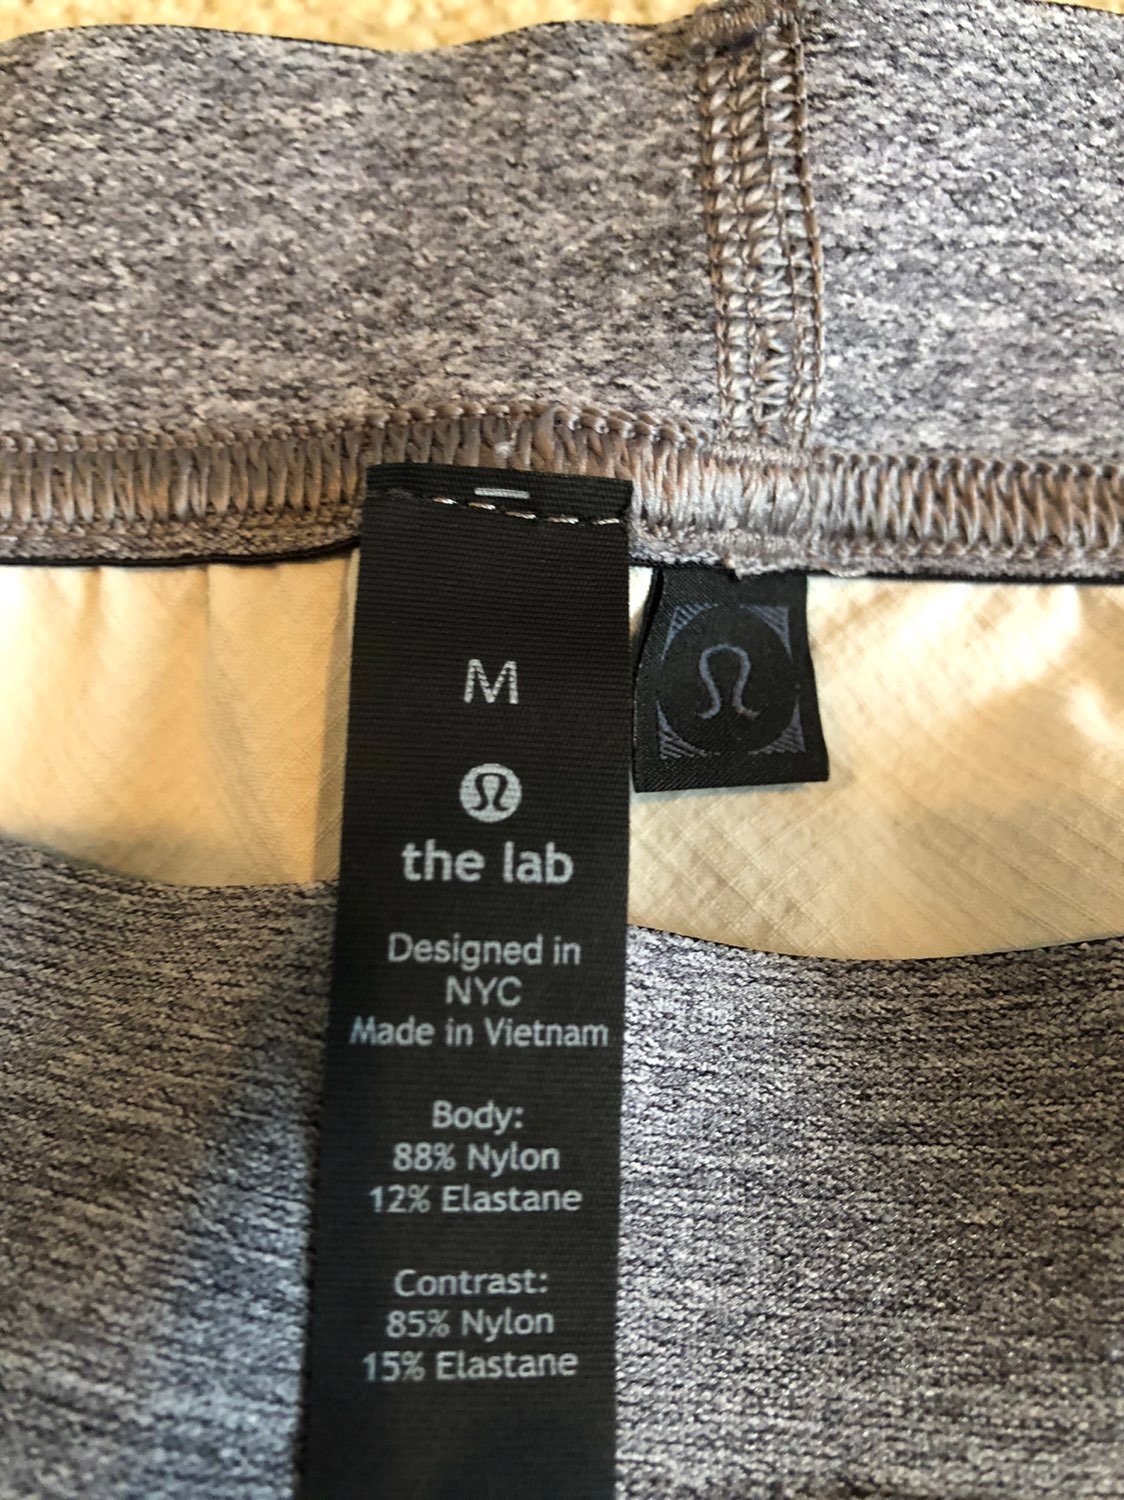 M
the lab
Designed in
NYC
Made in Vietnam
Body:
88% Nylon
12% Elastane
Contrast:
85% Nylon
15% Elastane